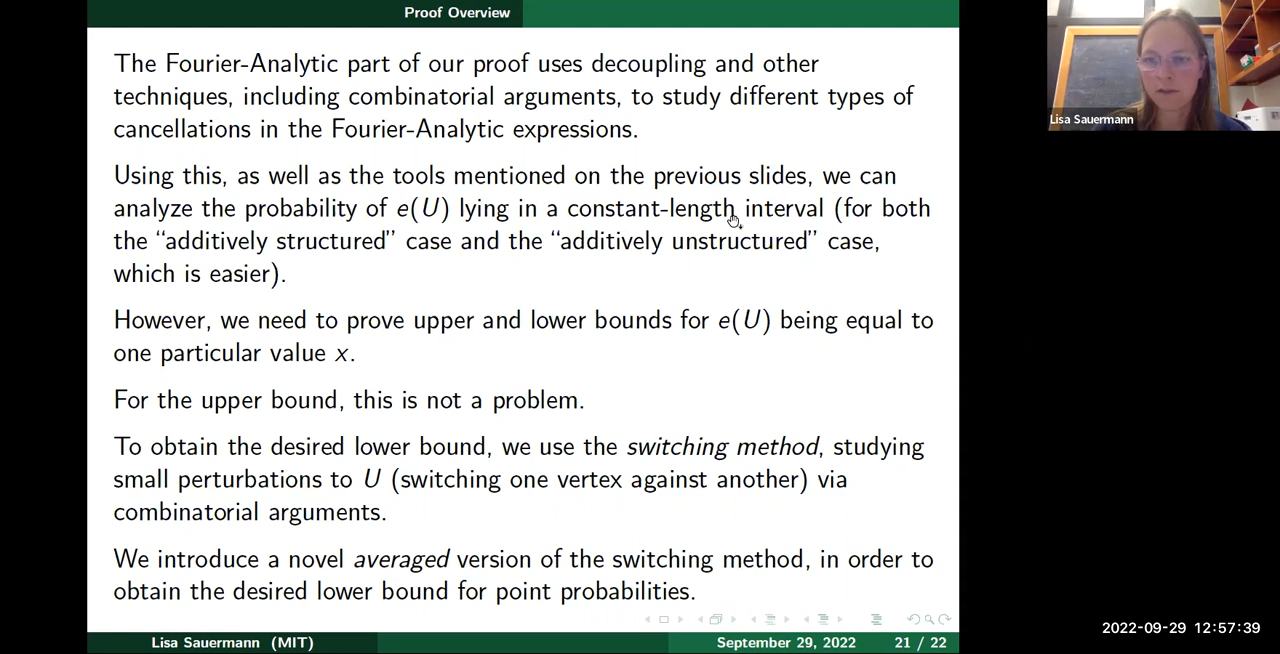 Proof Overview
The Fourier-Analytic part of our proof uses decoupling and other
techniques, including combinatorial arguments, to study different types of
cancellations in the Fourier-Analytic expressions.
Using this, as well as the tools mentioned on the previous slides, we can
analyze the probability of e(U) lying in a constant-length interval (for both
the “additively structured” case and the “additively unstructured” case,
which is easier).
However, we need to prove upper and lower bounds for e(U) being equal to
one particular value x.
For the upper bound, this is not a problem.
To obtain the desired lower bound, we use the switching method, studying
small perturbations to U (switching one vertex against another) via
combinatorial arguments.
We introduce a novel averaged version of the switching method, in order to
obtain the desired lower bound for point probabilities.
Lisa Sauermann (MIT)
September 29, 2022
21 / 22
Lisa Sauermann
2022-09-29 12:57:39